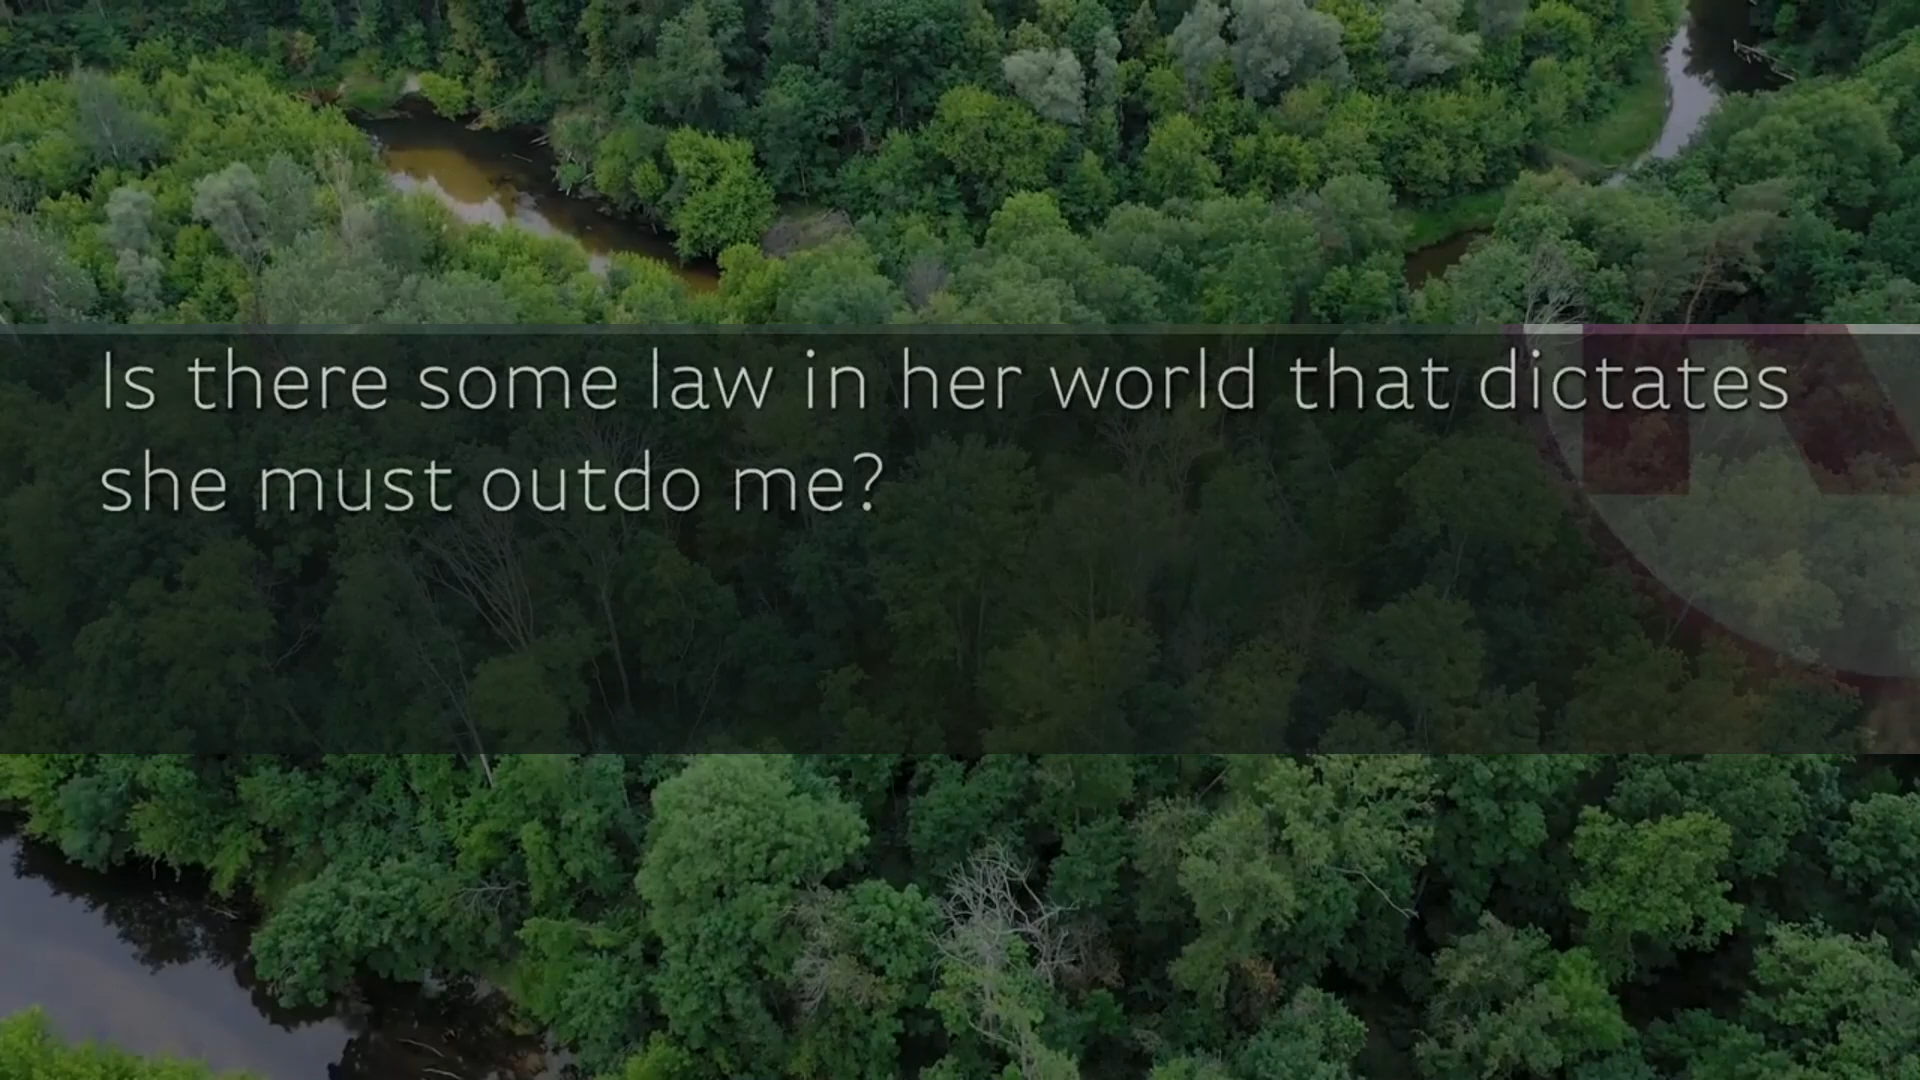 Is there some law in her world that dictates
she must outdo me?